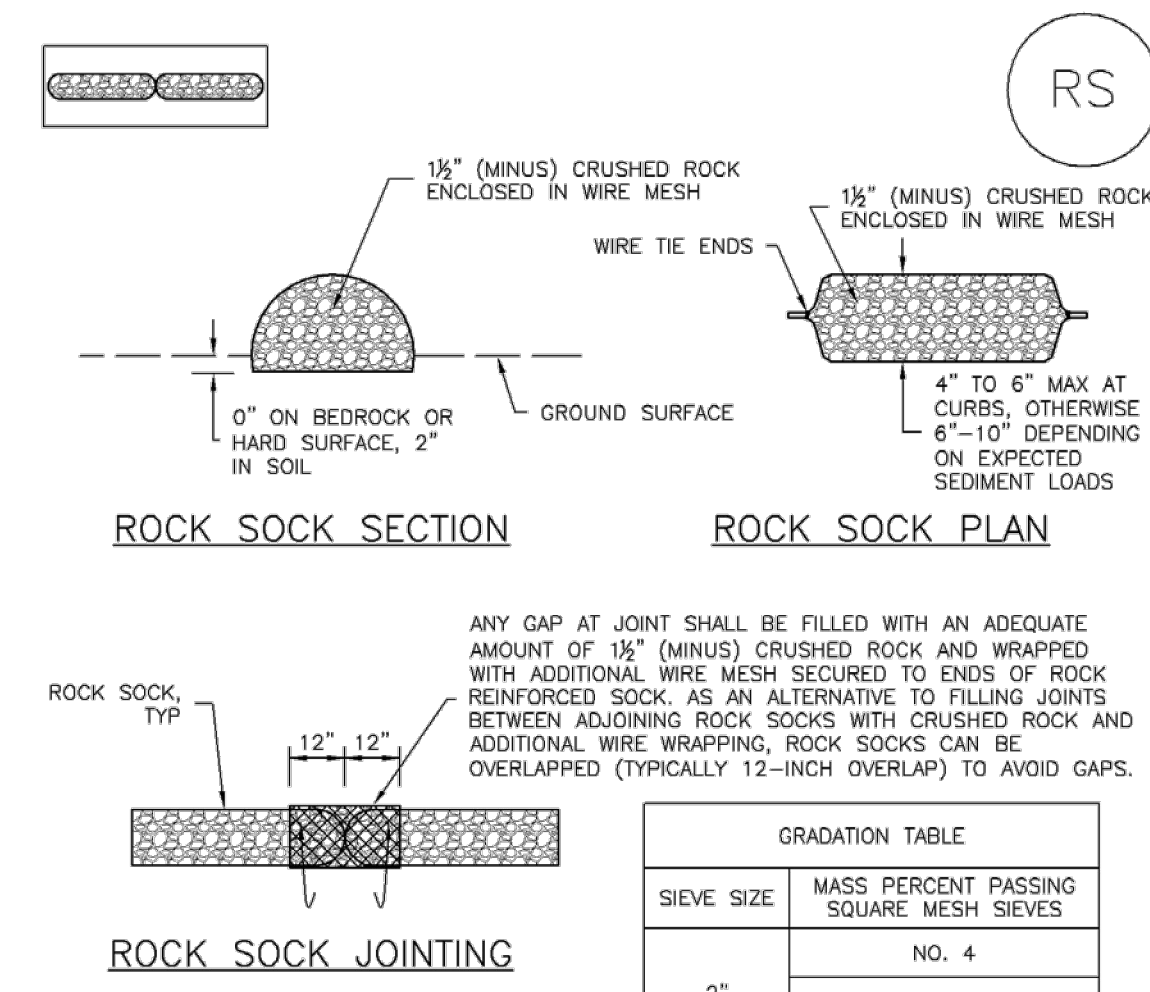 RS
1½" (MINUS) CRUSHED ROCK
ENCLOSED IN WIRE MESH
1½" (MINUS) CRUSHED ROCK
ENCLOSED IN WIRE MESH
WIRE TIE ENDS
0" ON BEDROCK OR
HARD SURFACE, 2"
IN SOIL
GROUND SURFACE
4" TO 6" MAX AT
CURBS, OTHERWISE
6"-10" DEPENDING
ON EXPECTED
SEDIMENT LOADS
ROCK SOCK SECTION
ROCK SOCK PLAN
ANY GAP AT JOINT SHALL BE FILLED WITH AN ADEQUATE
AMOUNT OF 1½" (MINUS) CRUSHED ROCK AND WRAPPED
WITH ADDITIONAL WIRE MESH SECURED TO ENDS OF ROCK
REINFORCED SOCK. AS AN ALTERNATIVE TO FILLING JOINTS
BETWEEN ADJOINING ROCK SOCKS WITH CRUSHED ROCK AND
ADDITIONAL WIRE WRAPPING, ROCK SOCKS CAN BE
OVERLAPPED (TYPICALLY 12-INCH OVERLAP) TO AVOID GAPS.
ROCK SOCK,
TYP
12" 12"
ROCK SOCK JOINTING
GRADATION TABLE
SIEVE SIZE
MASS PERCENT PASSING
SQUARE MESH SIEVES
NO. 4